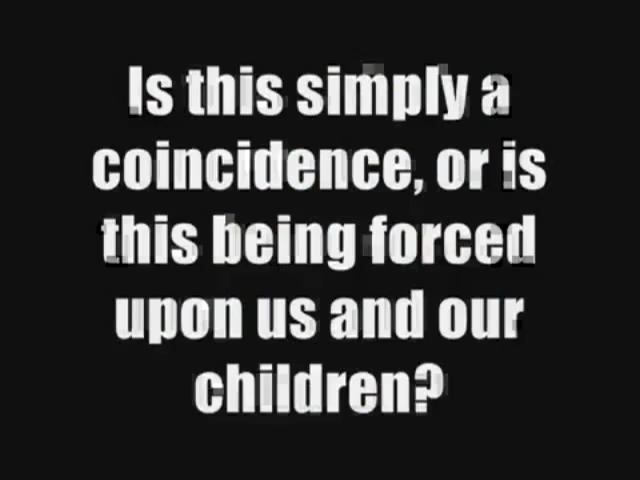 Is this simply a
coincidence, or is
this being forced
upon us and our
children?